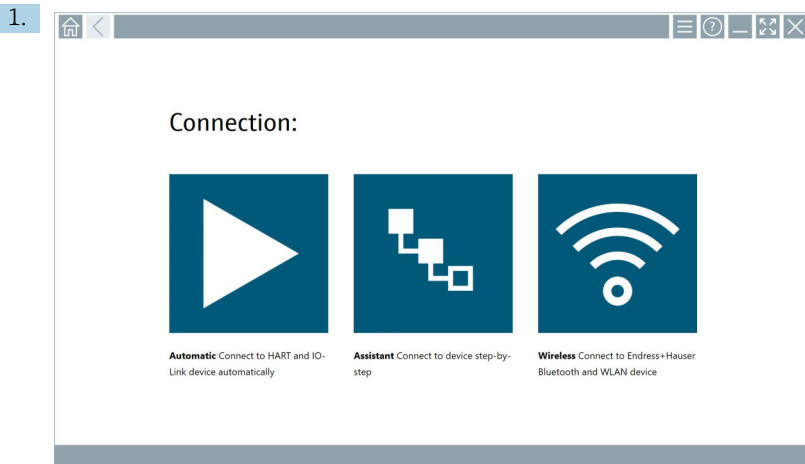 1.
?
Connection:
Automatic Connect to HART and IO-
Link device automatically
Assistant Connect to device step-by-
step
Wireless Connect to Endress+Hauser
Bluetooth and WLAN device